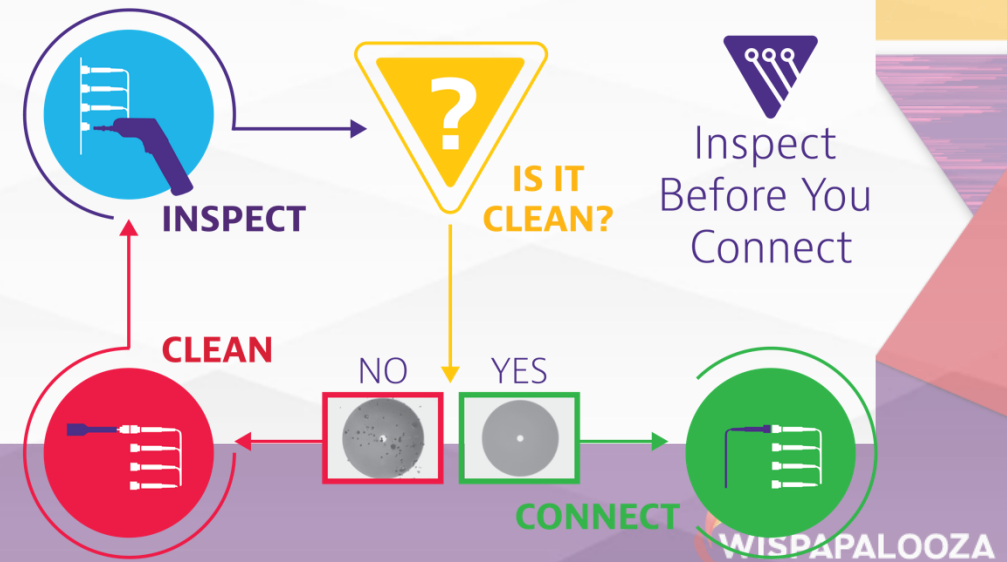 INSPECT
?
IS IT
CLEAN?
Inspect
Before You
Connect
CLEAN
NO
YES
CONNECT
WISPAPALOOZA